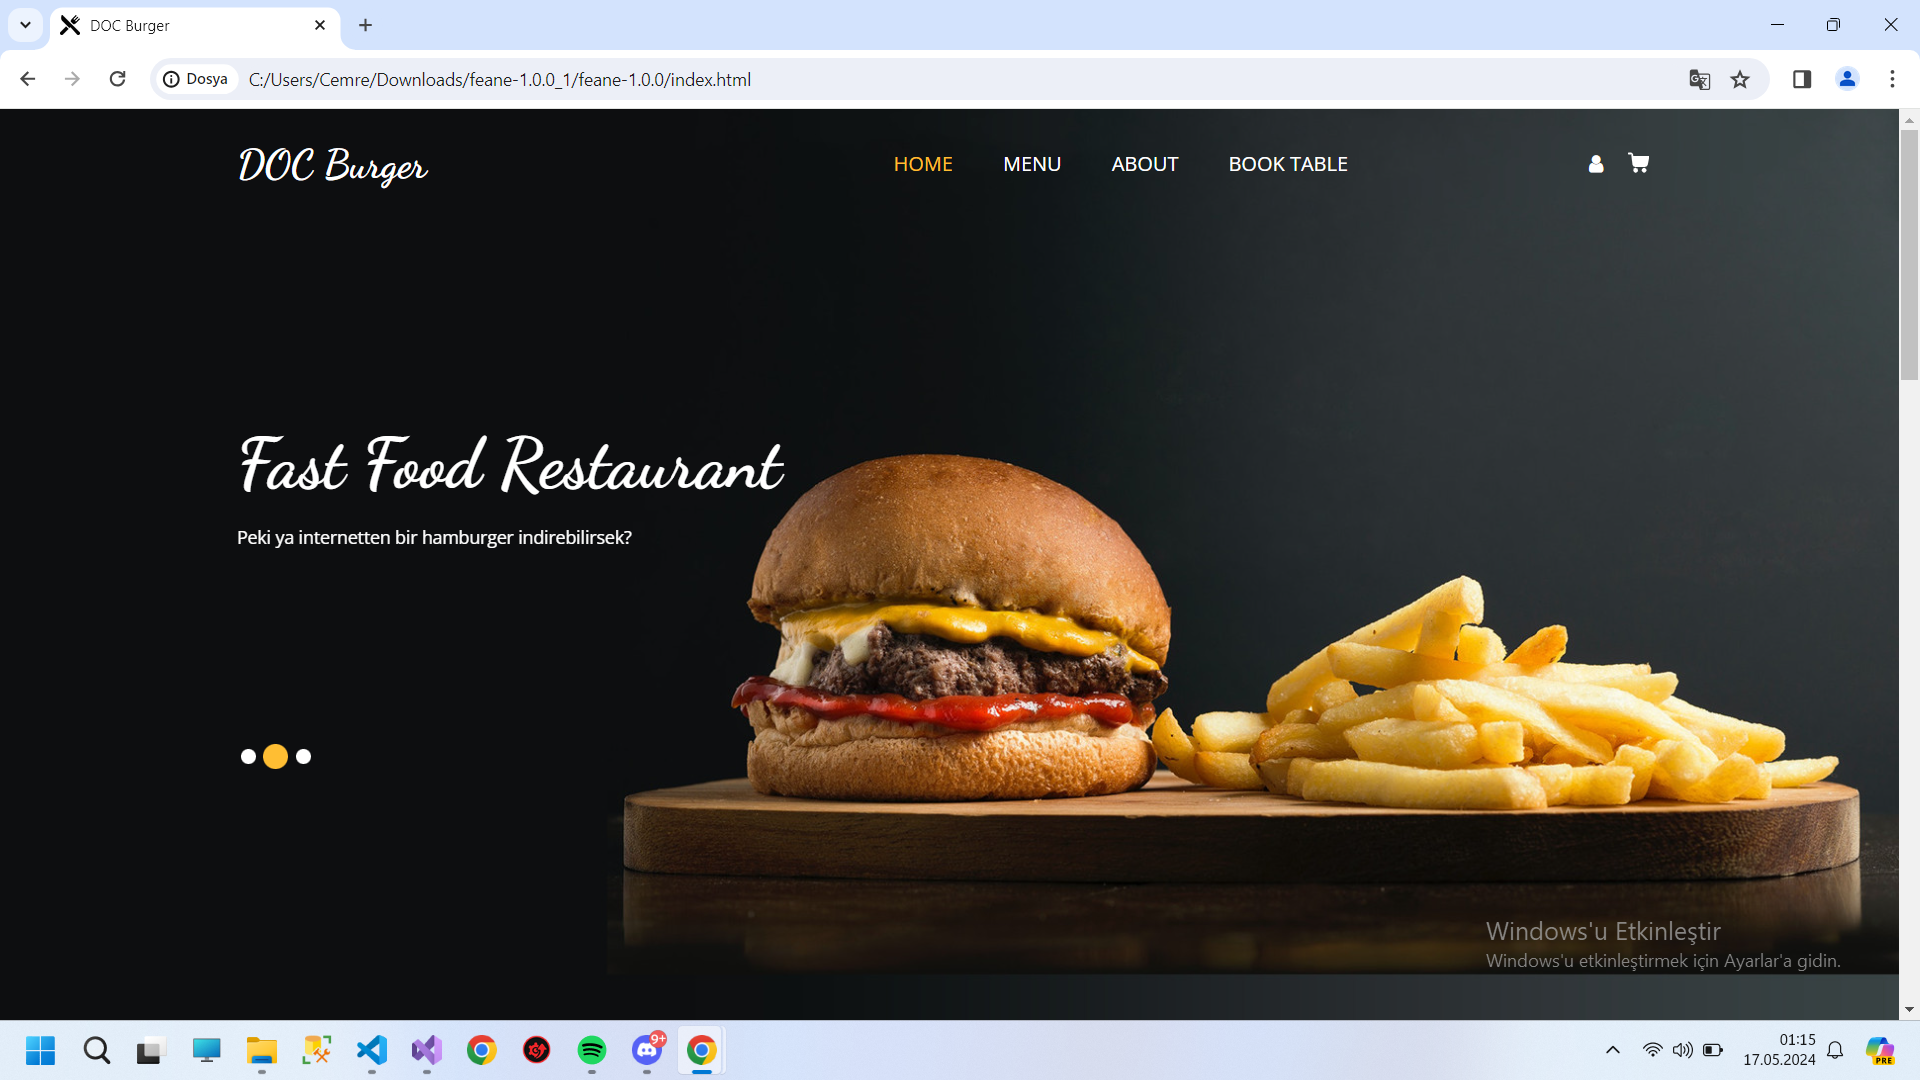 DOC Burger
Dosya
C:/Users/Cemre/Downloads/feane-1.0.0_1/feane-1.0.0/index.html
DOC Burger
HOME
MENU
ABOUT
BOOK TABLE
Fast Food Restaurant
Peki ya internetten bir hamburger indirebilirsek?
Windows'u Etkinleştir
Windows'u etkinleştirmek için Ayarlar'a gidin.
9+
01:15
17.05.2024
PRE